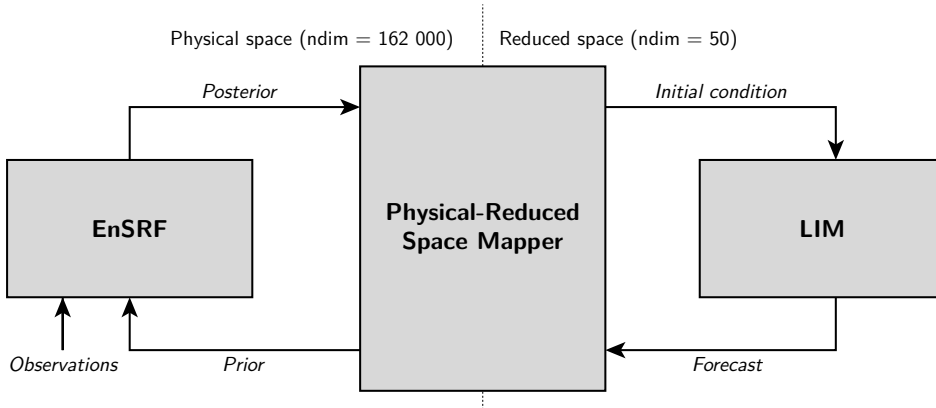 Physical space (ndim = 162 000)
Reduced space (ndim = 50)
Posterior
Initial condition
EnSRF
Physical-Reduced
Space Mapper
LIM
Observations
Prior
Forecast